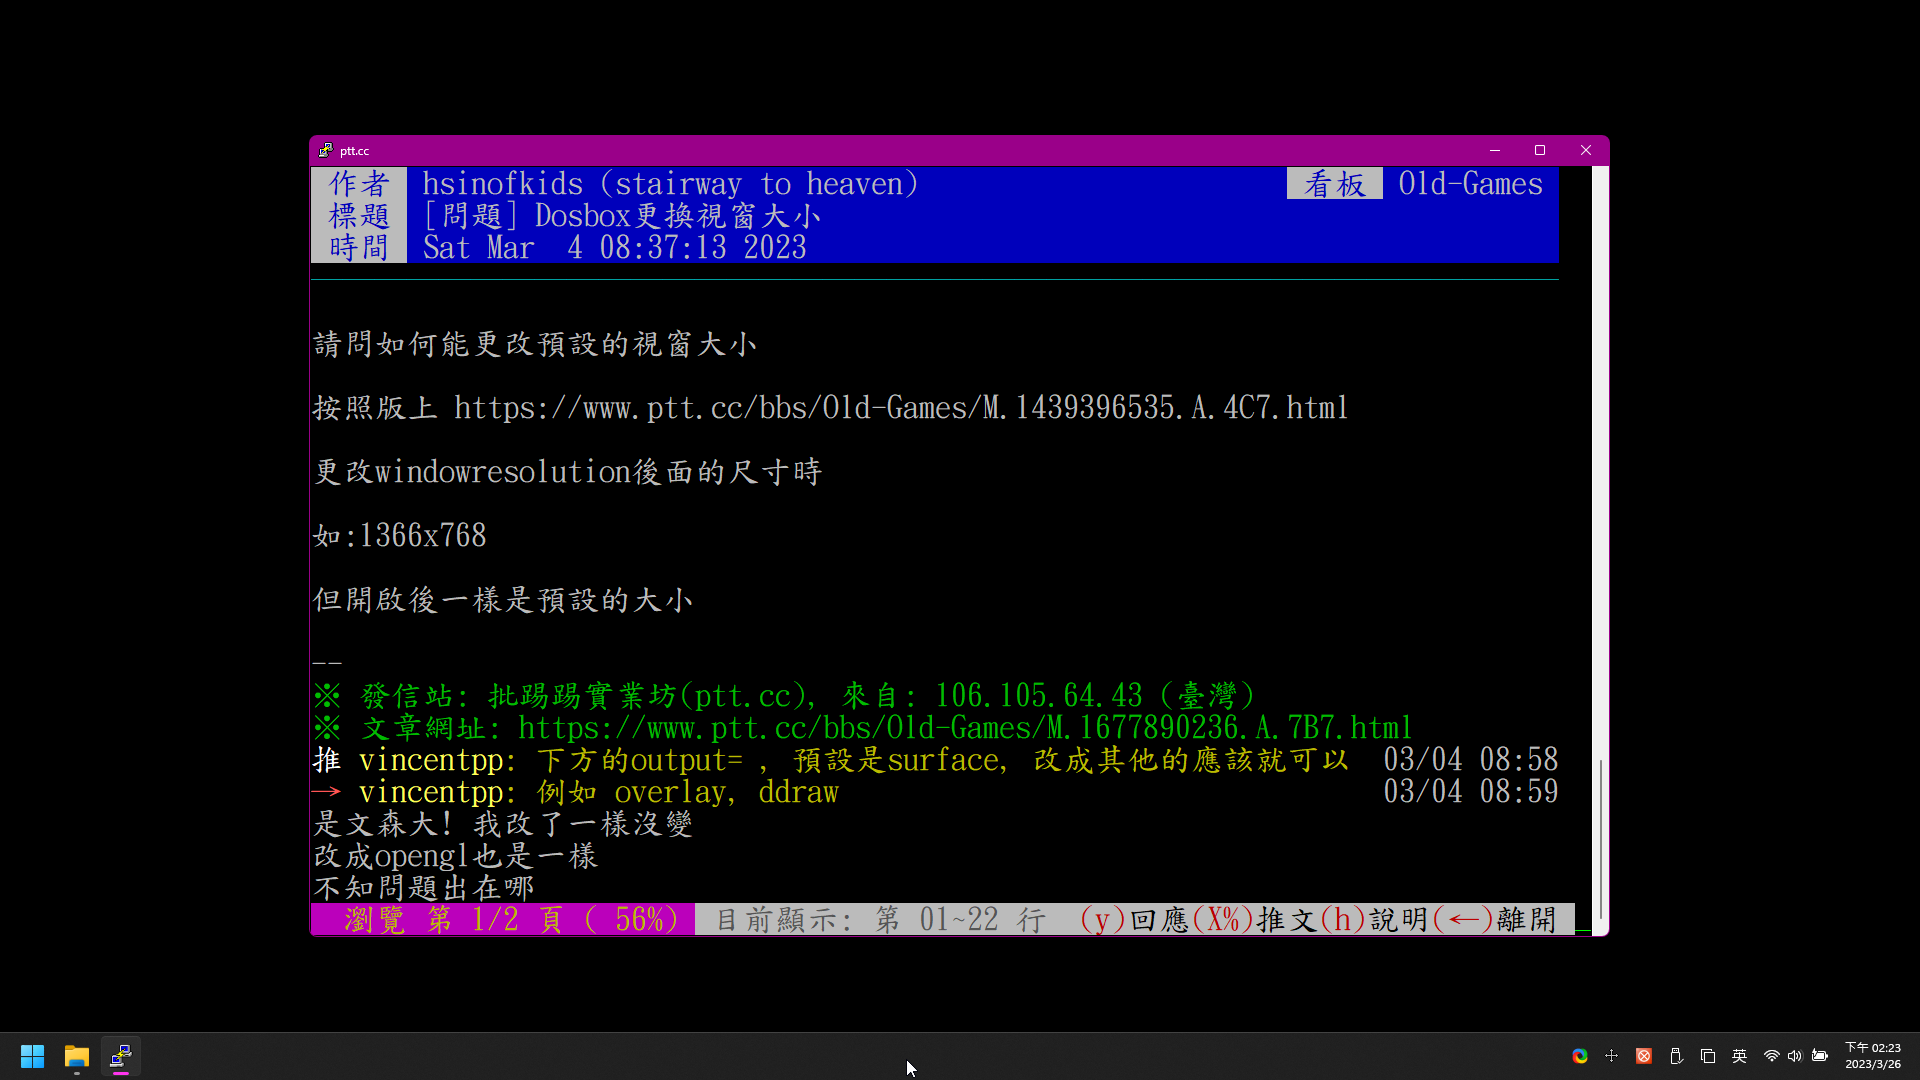 ptt.cc
作者 hsinofkids (stairway to heaven) 看板 Old-Games
標題 [問題] Dosbox更換視窗大小
時間 Sat Mar  4 08:37:13 2023
請問如何能更改預設的視窗大小
按照版上 https://www.ptt.cc/bbs/Old-Games/M.1439396535.A.4C7.html
更改windowresolution後面的尺寸時
如:1366x768
但開啟後一樣是預設的大小
--
※ 發信站: 批踢踢實業坊(ptt.cc), 來自: 106.105.64.43 (臺灣)
※ 文章網址: https://www.ptt.cc/bbs/Old-Games/M.1677890236.A.7B7.html
推 vincentpp: 下方的output= , 預設是surface, 改成其他的應該就可以 03/04 08:58
→ vincentpp: 例如 overlay, ddraw 03/04 08:59
是文森大! 我改了一樣沒變
改成opengl也是一樣
不知問題出在哪
瀏覽 第 1/2 頁 ( 56%) 目前顯示: 第 01~22 行 (y)回應(X%)推文(h)說明(←)離開
英
下午 02:23
2023/3/26